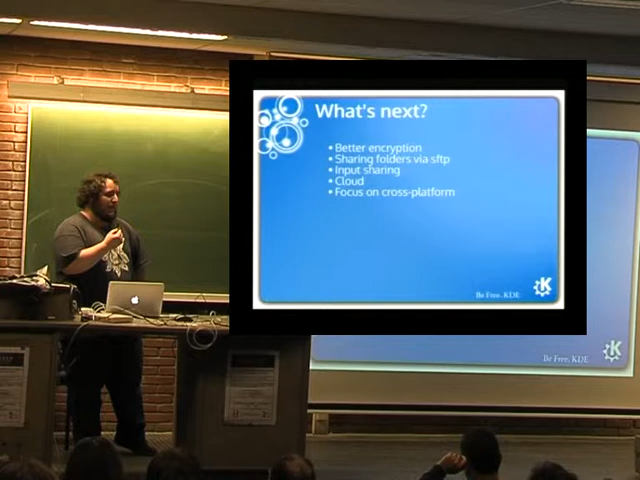 What's next?
• Better encryption
• Sharing folders via sftp
• Input sharing
• Cloud
• Focus on cross-platform
Be Free. KDE
Be Free. KDE